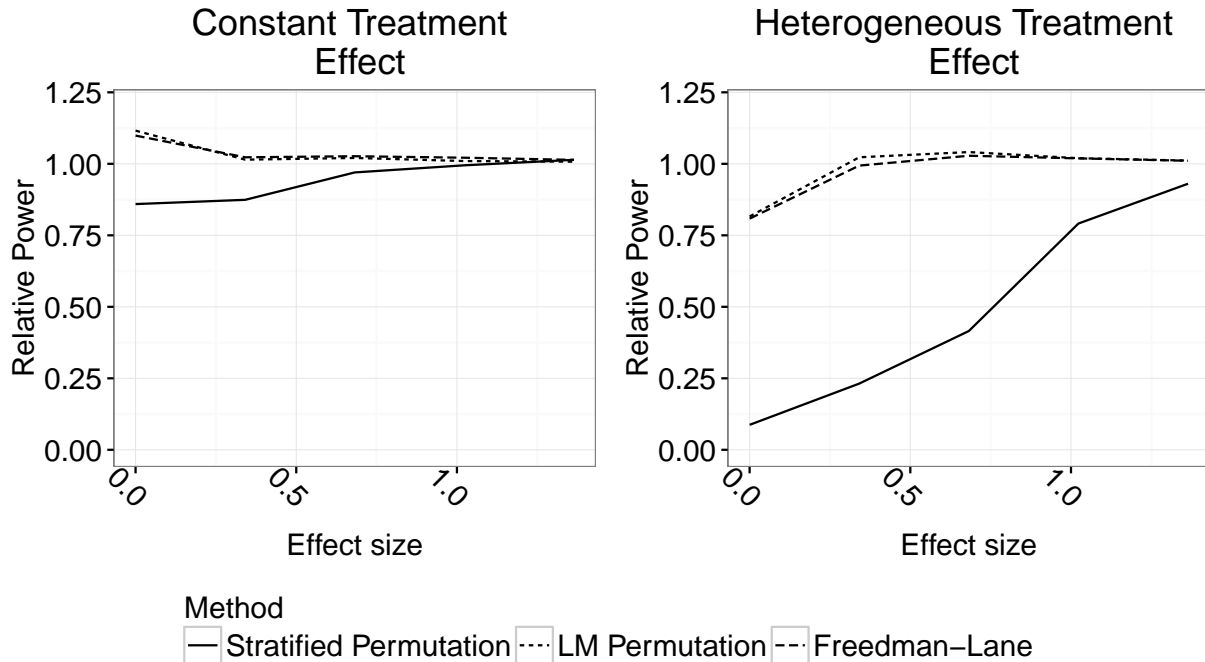 Constant Treatment
Effect
Relative Power
1.25
1.00
0.75
0.50
0.25
0.00
0.0
0.5
1.0
Effect size
Heterogeneous Treatment
Effect
Relative Power
1.25
1.00
0.75
0.50
0.25
0.00
0.0
0.5
1.0
Effect size
Method
Stratified Permutation
LM Permutation
Freedman−Lane